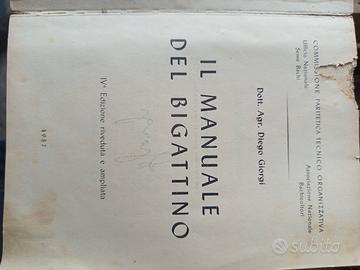 COMMISSIONE PARITETICA TECNICO ORGANIZZATIVA
Ufficio Nazionale
Seme Bachi
Associazione Nazionale
Bachicoltori
Dott. Agr. Diego Giorgi
IL MANUALE
DEL BIGATTINO
IVª Edizione riveduta e ampliata
1957
subito